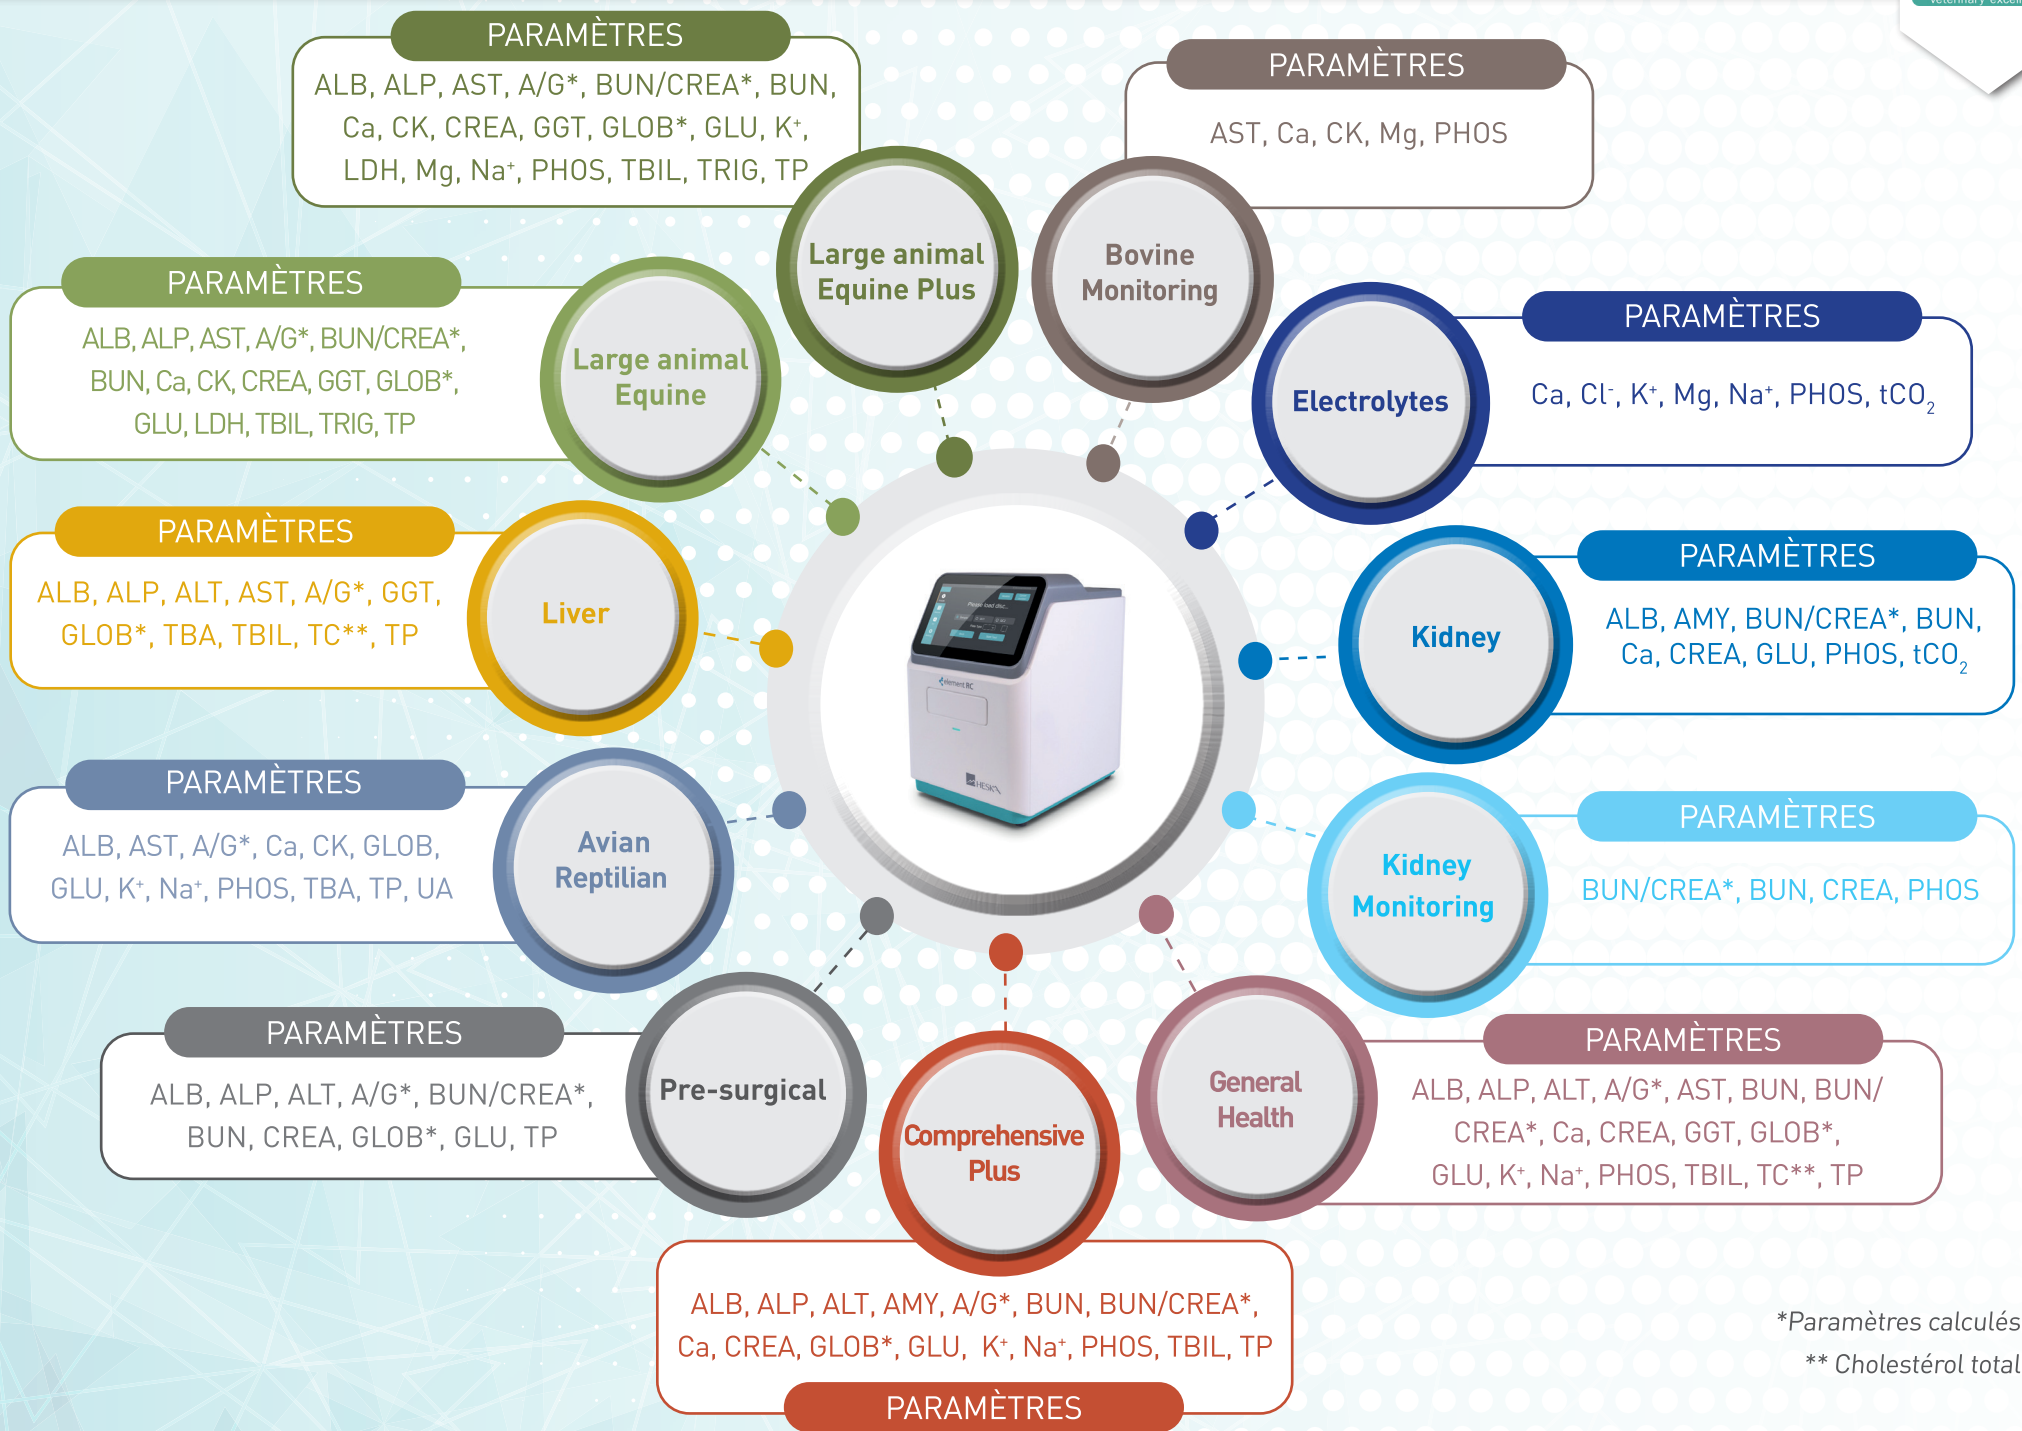 PARAMÈTRES
ALB, ALP, AST, A/G*, BUN/CREA*, BUN,
Ca, CK, CREA, GGT, GLOB*, GLU, K⁺,
LDH, Mg, Na⁺, PHOS, TBIL, TRIG, TP
Large animal
Equine Plus
PARAMÈTRES
AST, Ca, CK, Mg, PHOS
Bovine
Monitoring
PARAMÈTRES
ALB, ALP, AST, A/G*, BUN/CREA*,
BUN, Ca, CK, CREA, GGT, GLOB*,
GLU, LDH, TBIL, TRIG, TP
Large animal
Equine
PARAMÈTRES
Ca, Cl⁻, K⁺, Mg, Na⁺, PHOS, tCO₂
Electrolytes
PARAMÈTRES
ALB, ALP, ALT, AST, A/G*, GGT,
GLOB*, TBA, TBIL, TC**, TP
Liver
PARAMÈTRES
ALB, AMY, BUN/CREA*, BUN,
Ca, CREA, GLU, PHOS, tCO₂
Kidney
Please load disc...
element RC
HESKA
PARAMÈTRES
ALB, AST, A/G*, Ca, CK, GLOB,
GLU, K⁺, Na⁺, PHOS, TBA, TP, UA
Avian
Reptilian
PARAMÈTRES
BUN/CREA*, BUN, CREA, PHOS
Kidney
Monitoring
PARAMÈTRES
ALB, ALP, ALT, A/G*, BUN/CREA*,
BUN, CREA, GLOB*, GLU, TP
Pre-surgical
PARAMÈTRES
ALB, ALP, ALT, A/G*, AST, BUN, BUN/
CREA*, Ca, CREA, GGT, GLOB*,
GLU, K⁺, Na⁺, PHOS, TBIL, TC**, TP
General
Health
Comprehensive
Plus
ALB, ALP, ALT, AMY, A/G*, BUN, BUN/CREA*,
Ca, CREA, GLOB*, GLU, K⁺, Na⁺, PHOS, TBIL, TP
PARAMÈTRES
*Paramètres calculés
** Cholestérol total